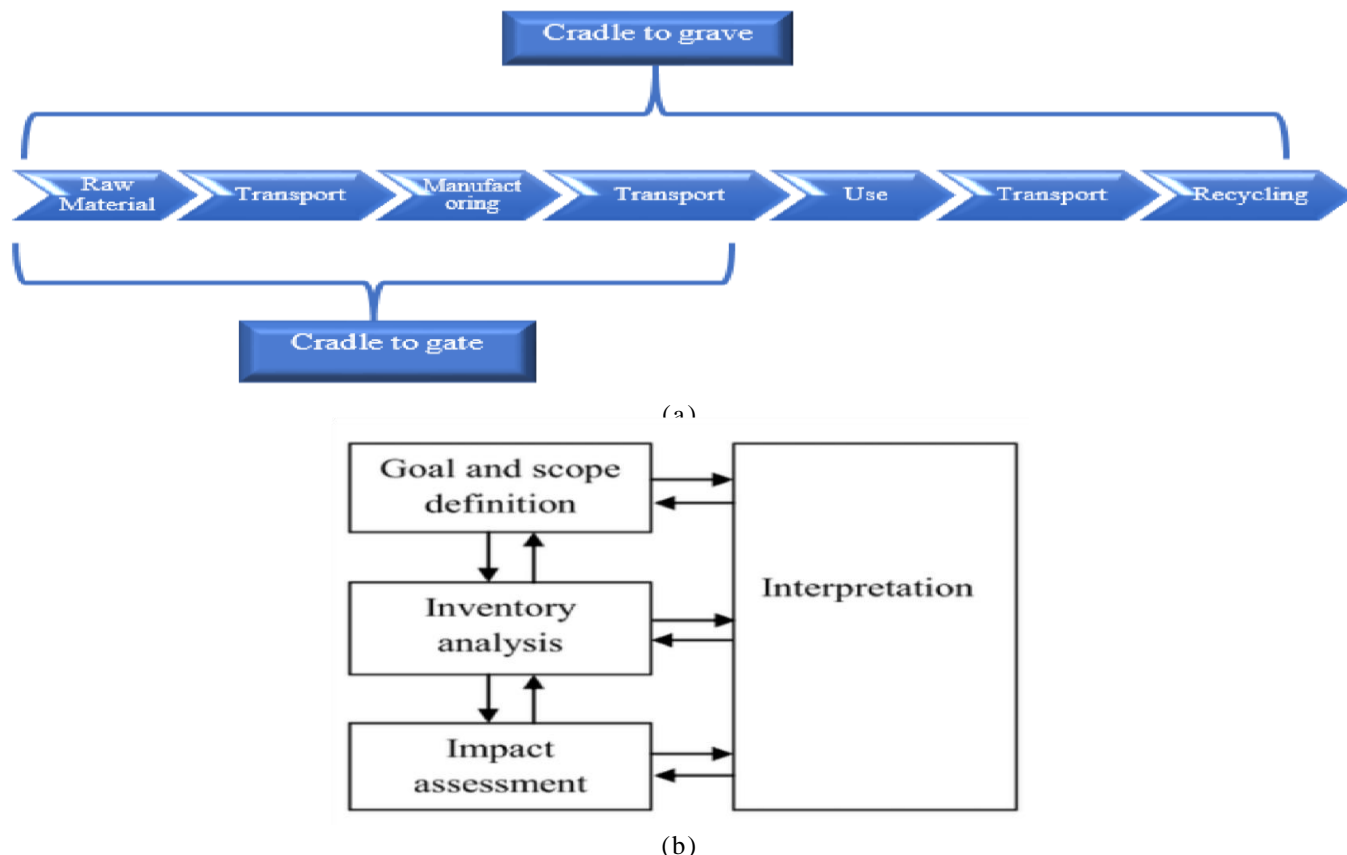 Cradle to grave
Raw
Material
Transport
Manufact
oring
Transport
Use
Transport
Recycling
Cradle to gate
(a)
Goal and scope
definition
Inventory
analysis
Impact
assessment
Interpretation
(b)